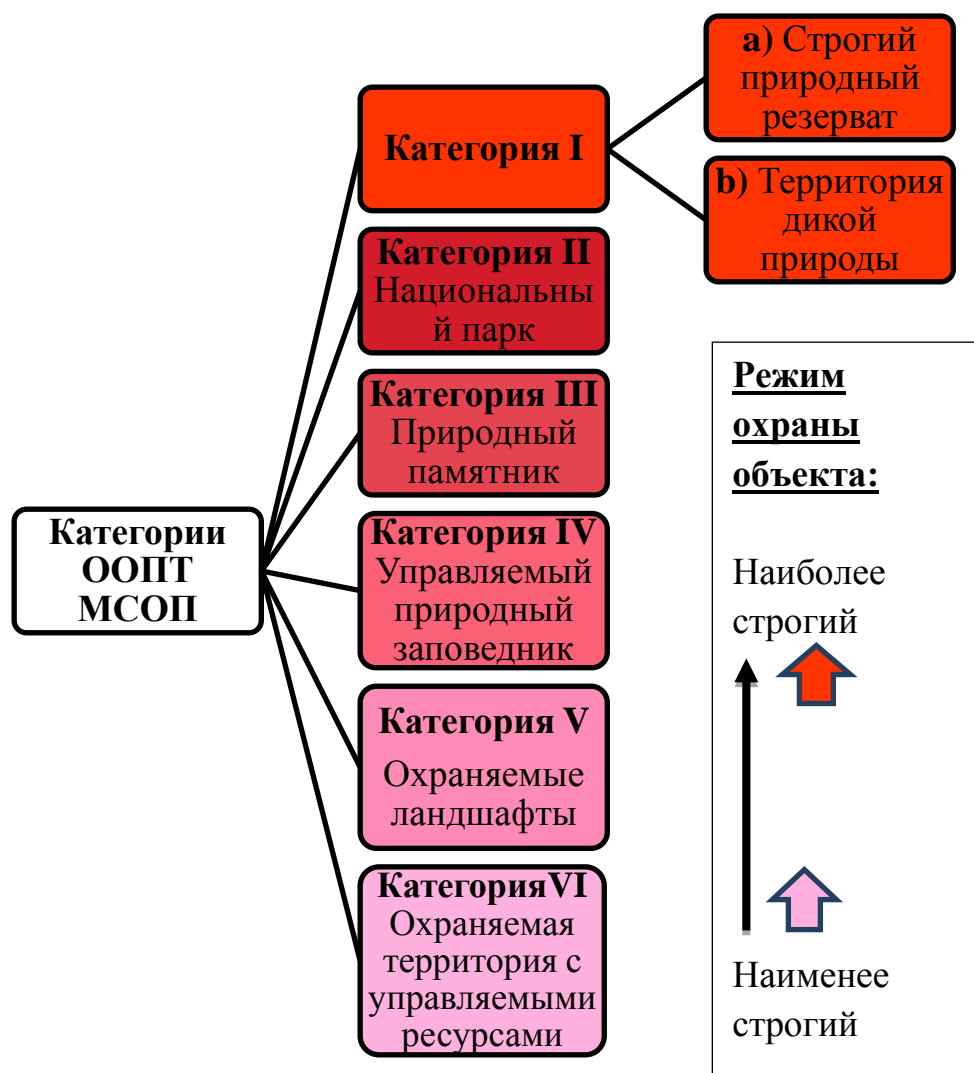 Категории
ООПТ
МСОП
Категория I
a) Строгий
природный
резерват
b) Территория
дикой
природы
Категория II
Национальны
й парк
Категория III
Природный
памятник
Категория IV
Управляемый
природный
заповедник
Категория V
Охраняемые
ландшафты
КатегорияVI
Охраняемая
территория с
управляемыми
ресурсами
Режим
охраны
объекта:
Наиболее
строгий
Наименее
строгий